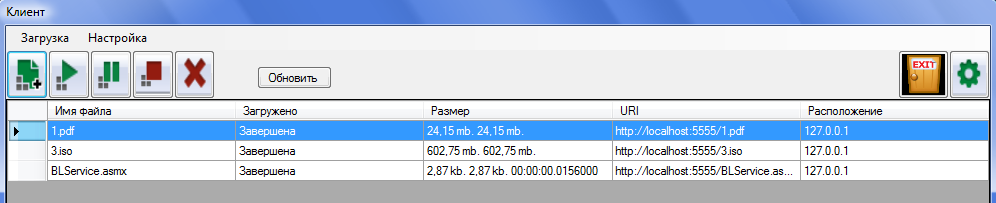 Клиент
Загрузка Настройка
Обновить EXIT
Имя файла Загружено Размер URI Расположение
1.pdf Завершена 24,15 mb. 24,15 mb. http://localhost:5555/1.pdf 127.0.0.1
3.iso Завершена 602,75 mb. 602,75 mb. http://localhost:5555/3.iso 127.0.0.1
BLService.asmx Завершена 2,87 kb. 2,87 kb. 00:00:00.0156000 http://localhost:5555/BLService.as... 127.0.0.1